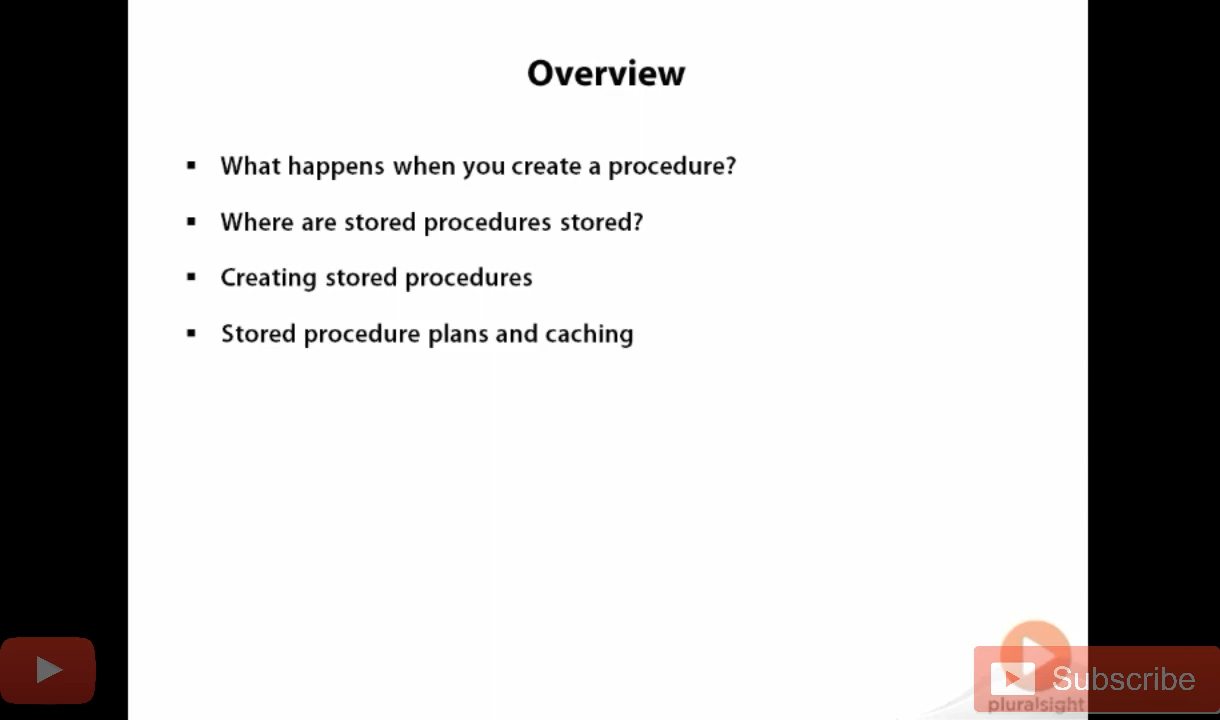 Overview
▪ What happens when you create a procedure?
▪ Where are stored procedures stored?
▪ Creating stored procedures
▪ Stored procedure plans and caching
Subscribe
pluralsight